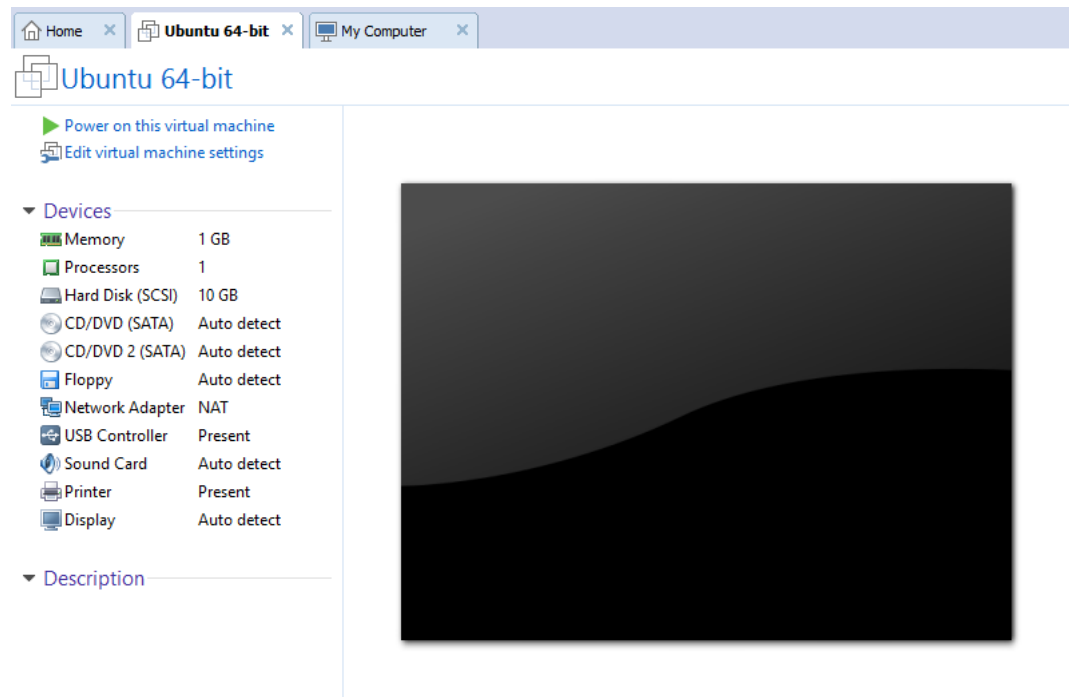 Home
Ubuntu 64-bit
My Computer
Ubuntu 64-bit
Power on this virtual machine
Edit virtual machine settings
Devices
Memory 1 GB
Processors 1
Hard Disk (SCSI) 10 GB
CD/DVD (SATA) Auto detect
CD/DVD 2 (SATA) Auto detect
Floppy Auto detect
Network Adapter NAT
USB Controller Present
Sound Card Auto detect
Printer Present
Display Auto detect
Description